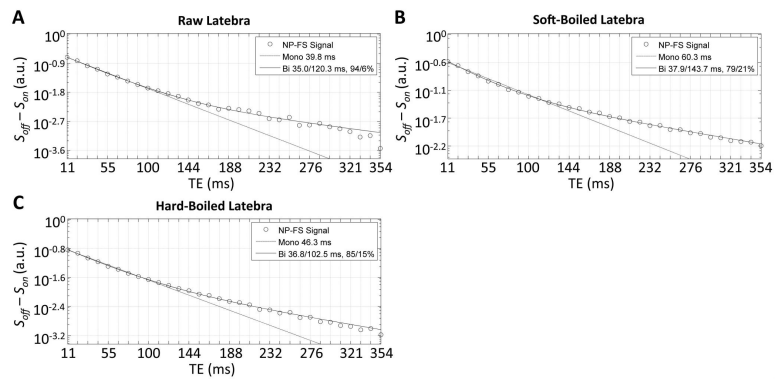 A
Raw Latebra
10^0
10^-0.9
10^-1.8
10^-2.7
10^-3.6
S_off – S_on (a.u.)
NP-FS Signal
Mono 39.8 ms
Bi 35.0/120.3 ms, 94/6%
11 55 100 144 188 232 276 321 354
TE (ms)
B
Soft-Boiled Latebra
10^0
10^-0.6
10^-1.1
10^-1.7
10^-2.2
S_off – S_on (a.u.)
NP-FS Signal
Mono 60.3 ms
Bi 37.9/143.7 ms, 79/21%
11 55 100 144 188 232 276 321 354
TE (ms)
C
Hard-Boiled Latebra
10^0
10^-0.8
10^-1.6
10^-2.4
10^-3.2
S_off – S_on (a.u.)
NP-FS Signal
Mono 46.3 ms
Bi 36.8/102.5 ms, 85/15%
11 55 100 144 188 232 276 321 354
TE (ms)